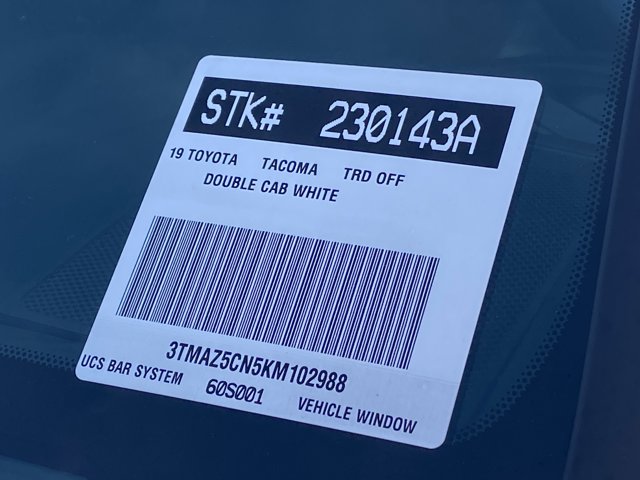 STK# 230143A
19 TOYOTA TACOMA TRD OFF
DOUBLE CAB WHITE
3TMAZ5CN5KM102988
UCS BAR SYSTEM 60S001 VEHICLE WINDOW